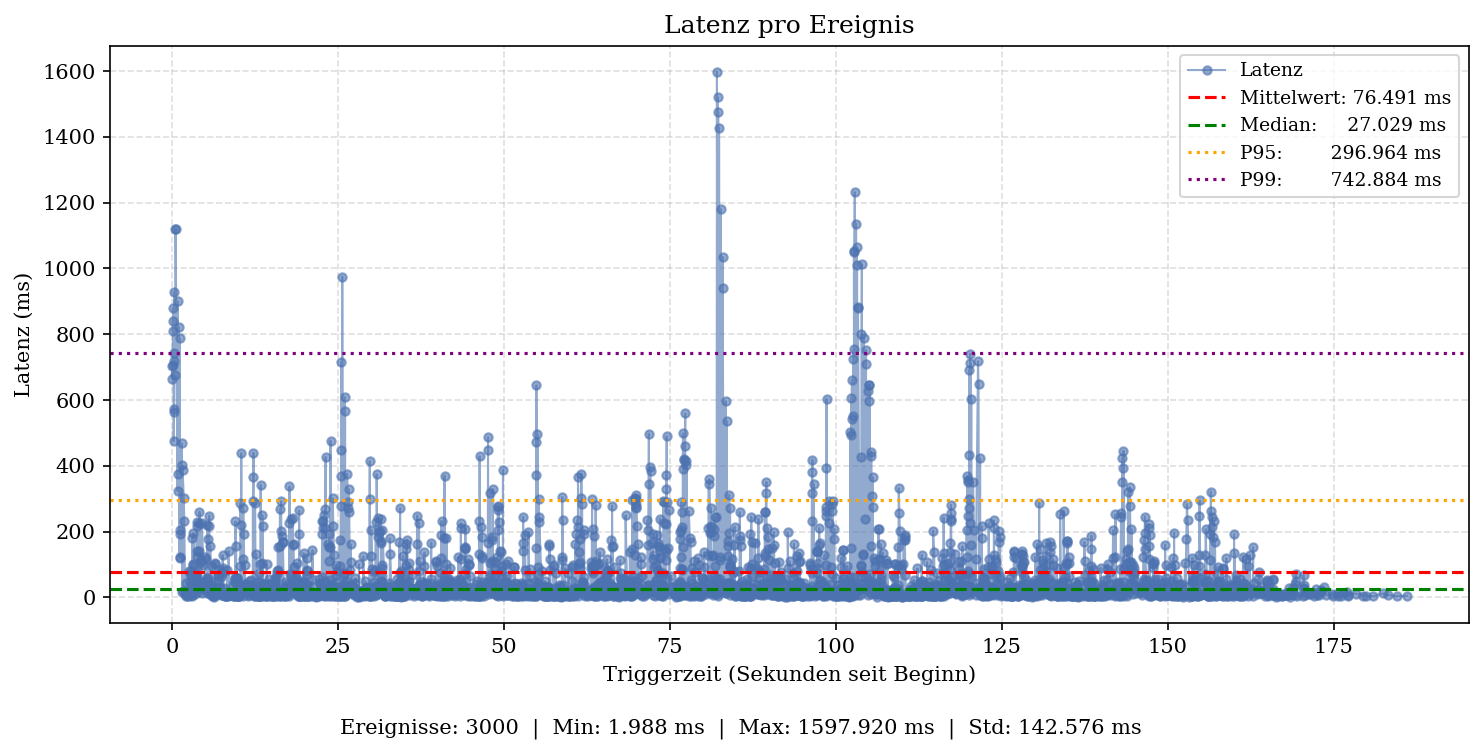 Latenz pro Ereignis
Latenz (ms)
1600
1400
1200
1000
800
600
400
200
0
Latenz
Mittelwert: 76.491 ms
Median: 27.029 ms
P95: 296.964 ms
P99: 742.884 ms
0 25 50 75 100 125 150 175
Triggerzeit (Sekunden seit Beginn)
Ereignisse: 3000 | Min: 1.988 ms | Max: 1597.920 ms | Std: 142.576 ms